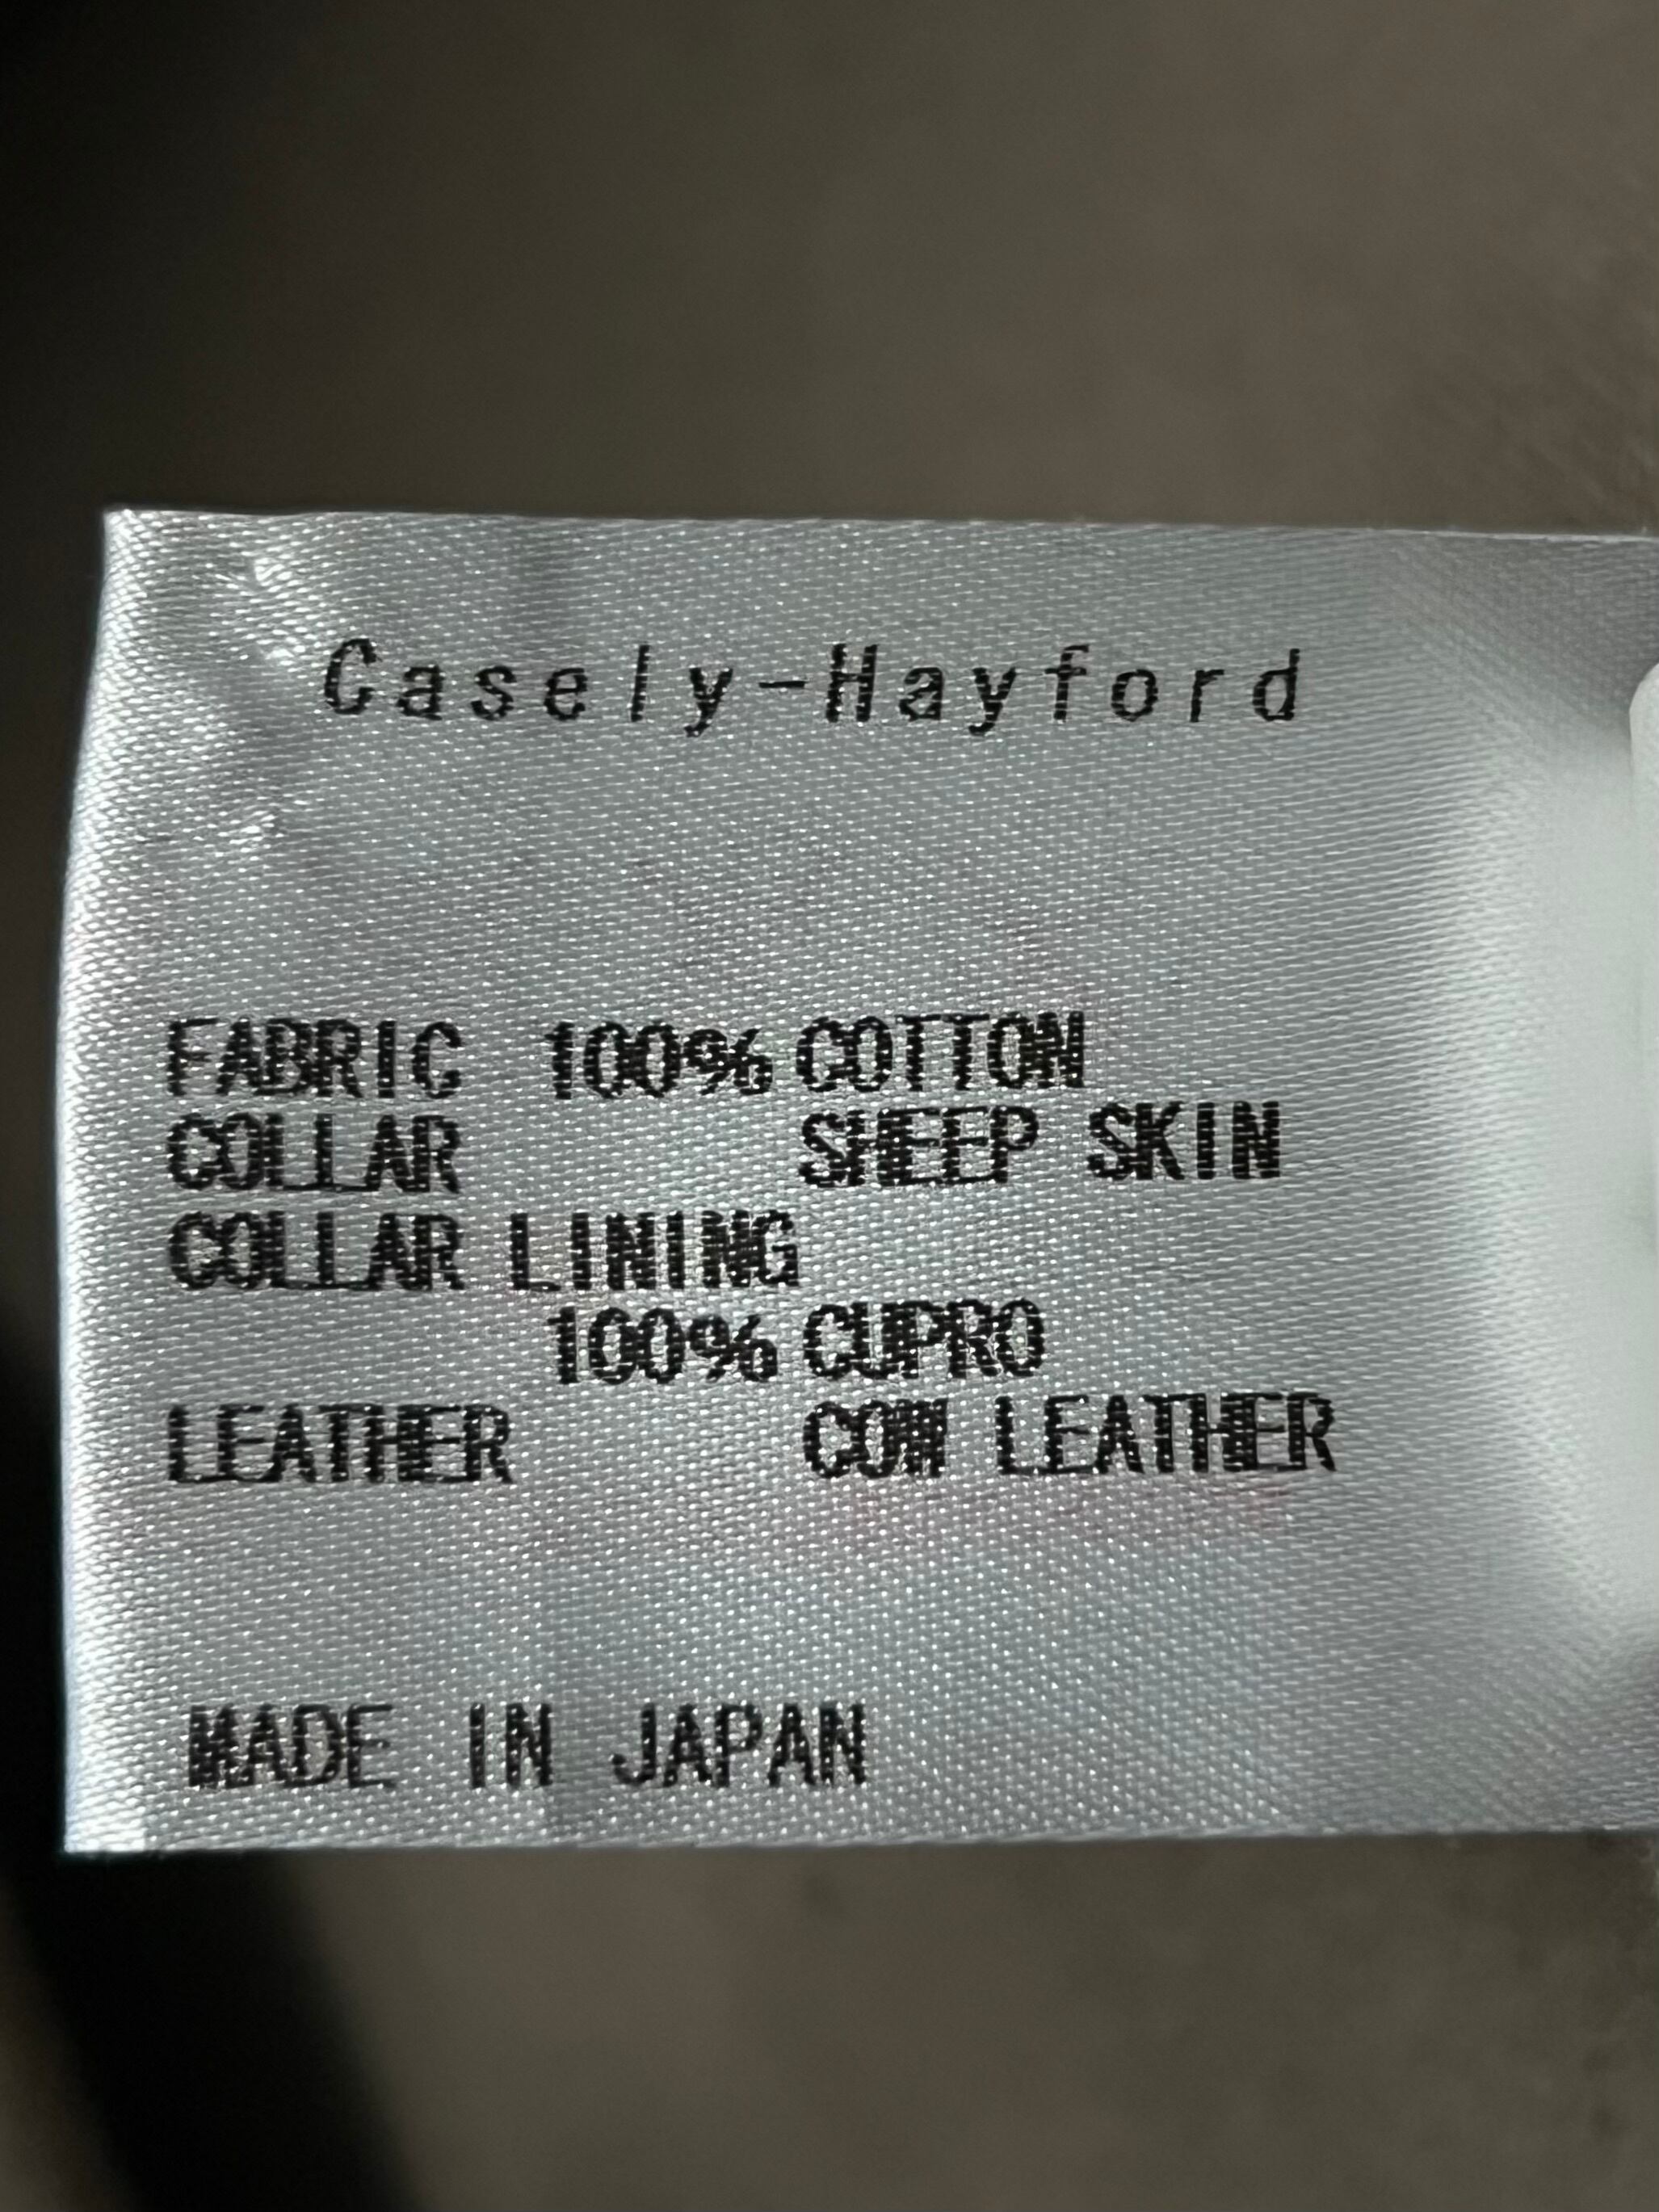 Casely-Hayford
FABRIC 100% COTTON
COLLAR SHEEP SKIN
COLLAR LINING
100% CUPRO
LEATHER COW LEATHER
MADE IN JAPAN